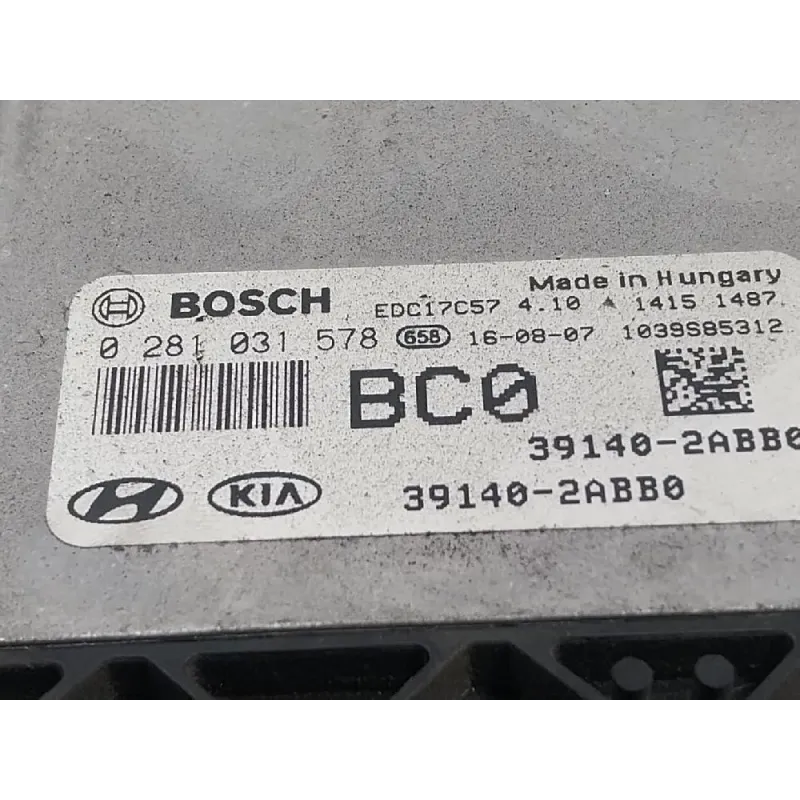 Made in Hungary
BOSCH EDC17C57 4.10 A 1415 1487
0 281 031 578 658 16-08-07 1039S85312
BC0
39140-2ABB0
KIA 39140-2ABB0